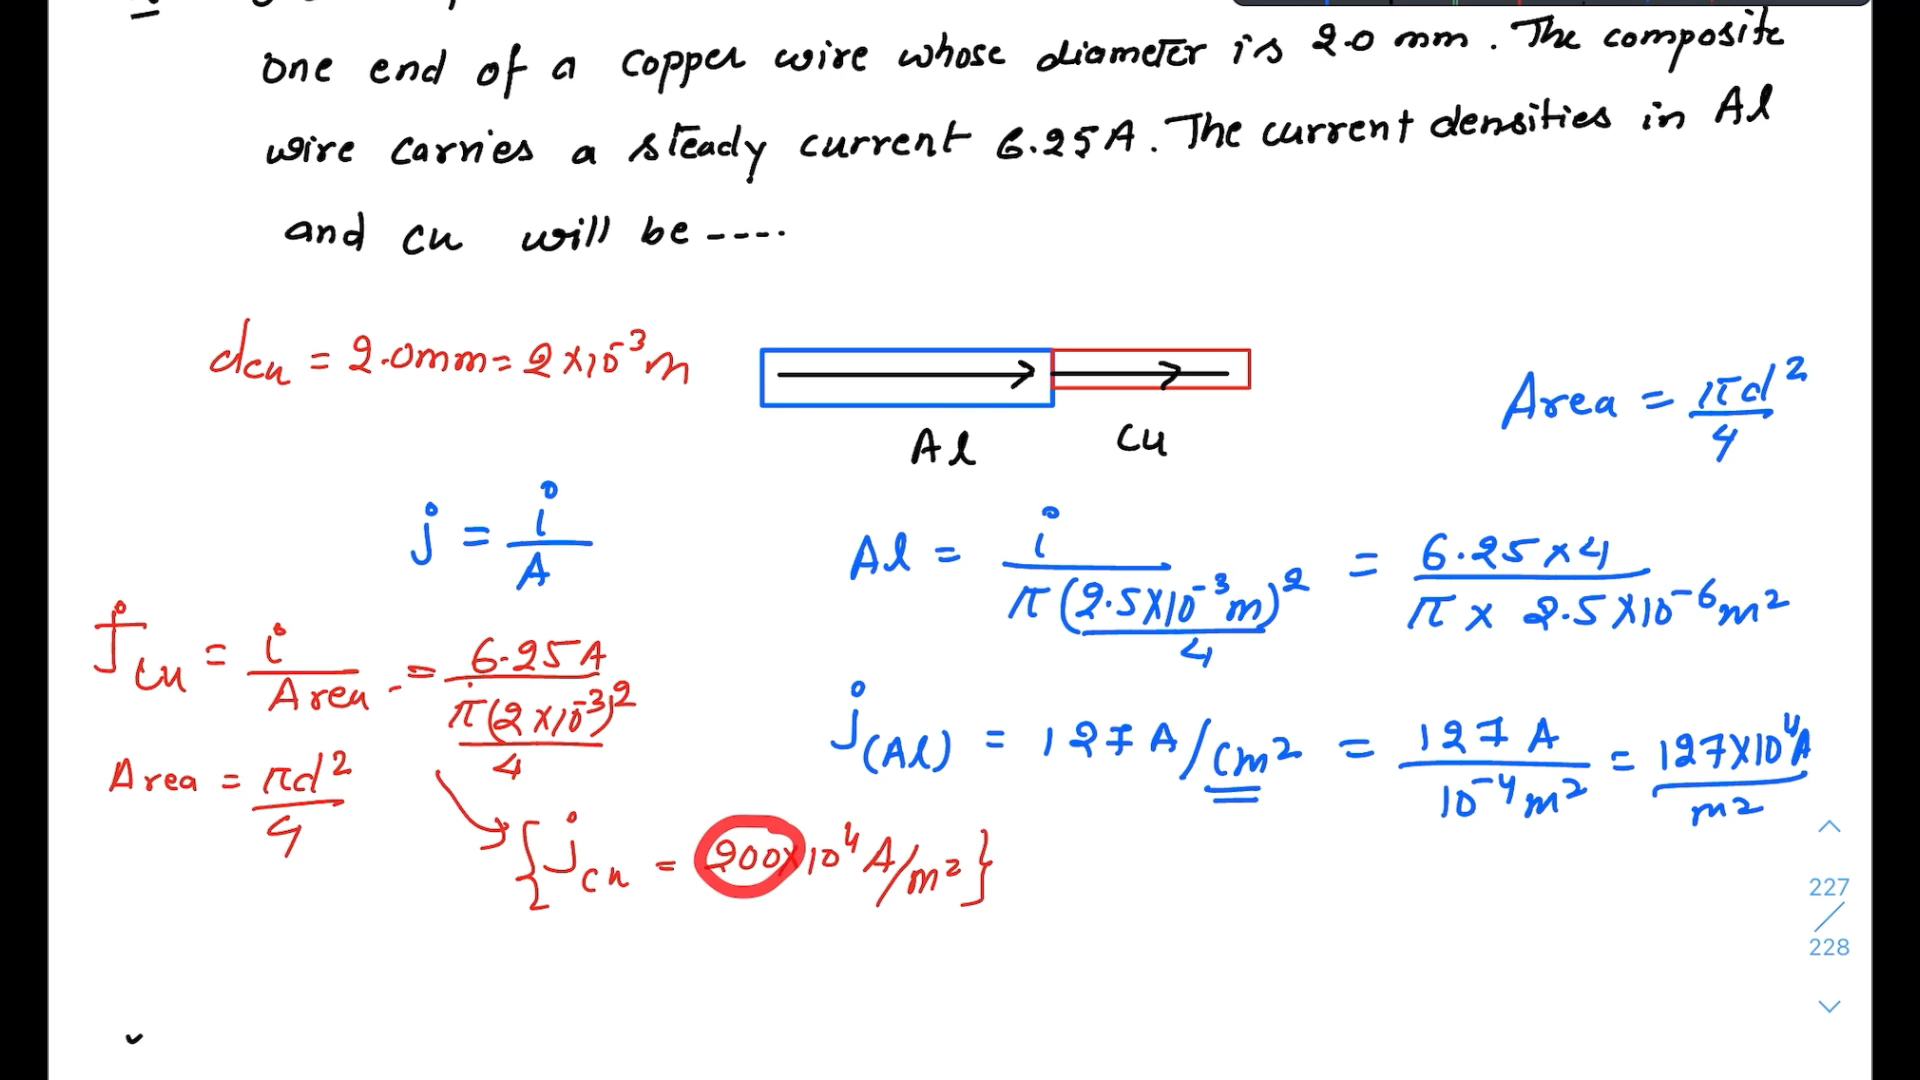 one end of a copper wire whose diameter is 2.0 mm. The composite
wire carries a steady current 6.25A. The current densities in Al
and cu will be ----.
dcu = 2.0mm = 2 × 10⁻³ m
Al
Cu
Area = πd²/4
j = i/A
Al = i/(π(2.5×10⁻³m)²/4) = 6.25 × 4/(π × 2.5×10⁻⁶m²)
Jcu = i/Area = 6.25A/(π(2×10⁻³)²/4)
j(Al) = 127 A/cm² = 127 A/10⁻⁴m² = 127×10⁴A/m²
Area = πd²/4
{jcu = 200×10⁴ A/m²}
227
/
228